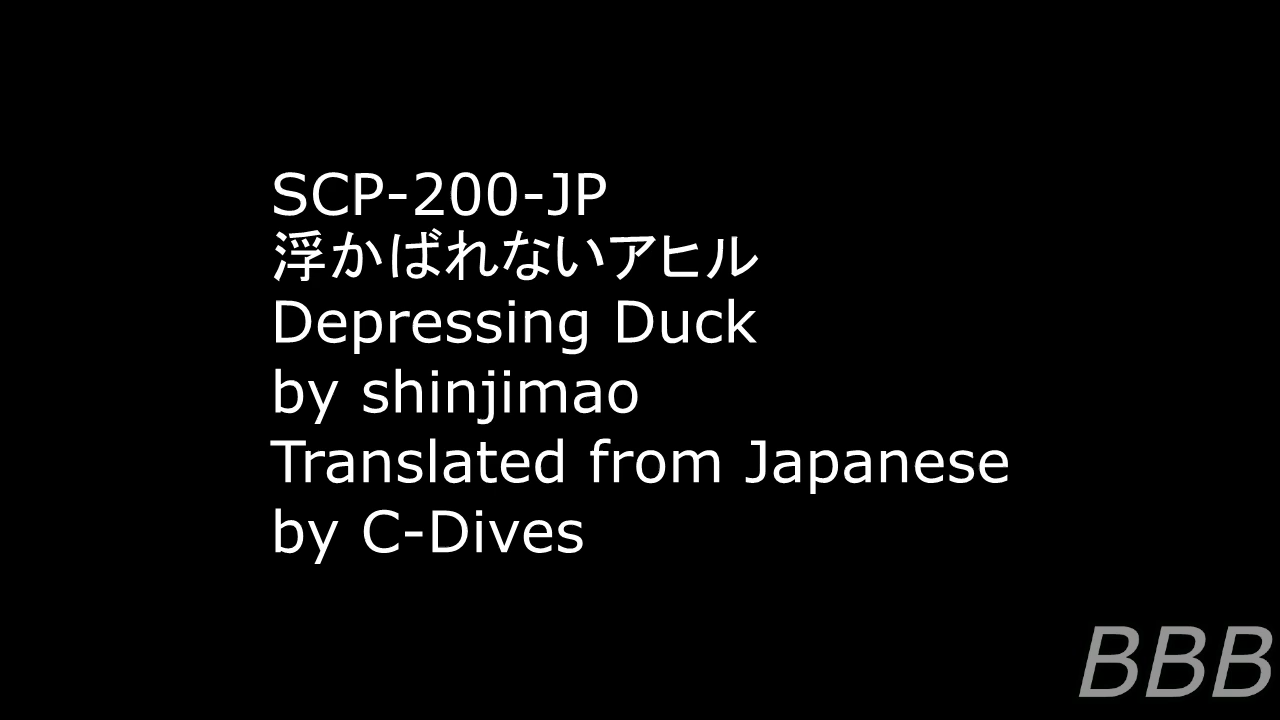 SCP-200-JP
浮かばれないアヒル
Depressing Duck
by shinjimao
Translated from Japanese
by C-Dives
BBB